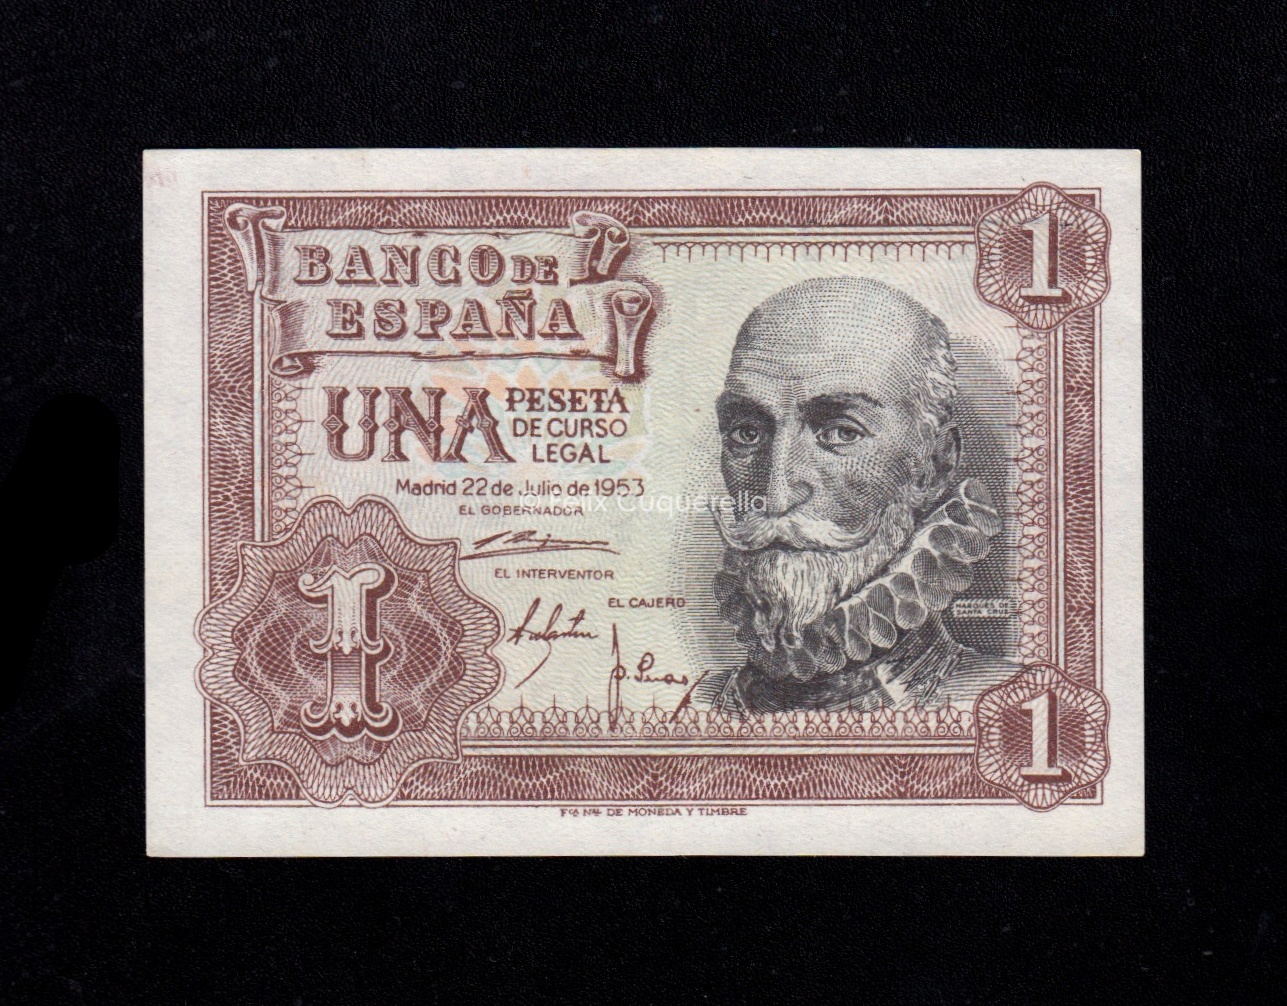 BANCO DE
ESPAÑA
1
UNA PESETA
DE CURSO
LEGAL
Madrid 22 de Julio de 1953
© Felix Cuquerella
EL GOBERNADOR
EL INTERVENTOR
EL CAJERO
MARQUÉS DE
SANTA CRUZ
1
1
Fca. Nal. DE MONEDA Y TIMBRE